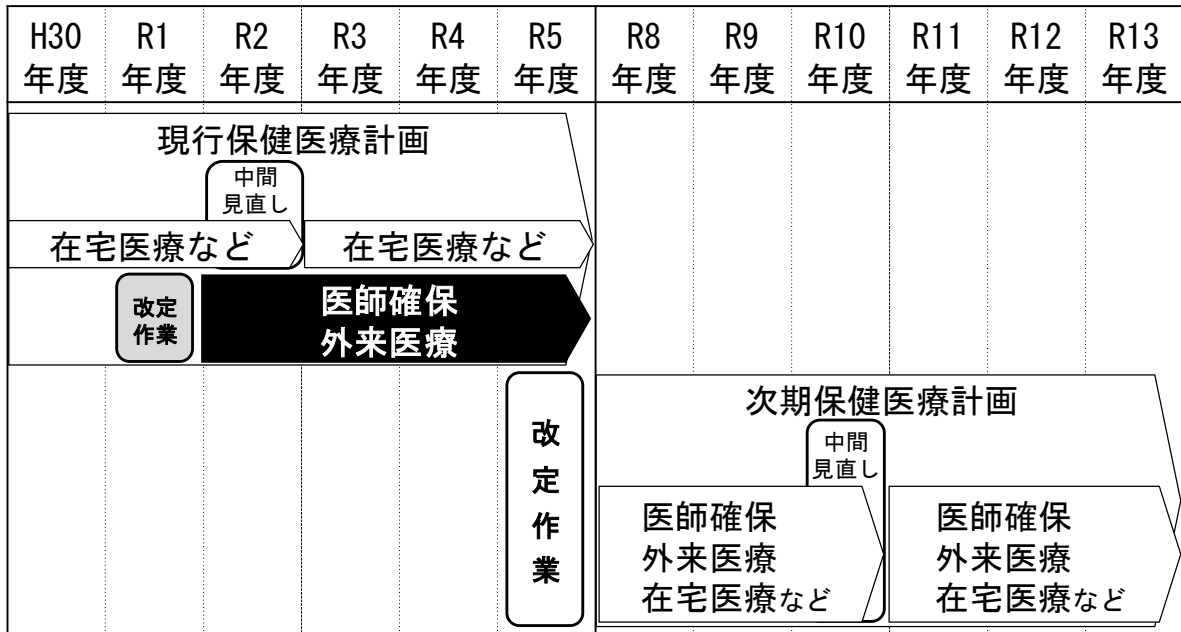 H30 R1 R2 R3 R4 R5 R8 R9 R10 R11 R12 R13
年度 年度 年度 年度 年度 年度 年度 年度 年度 年度 年度 年度
現行保健医療計画
中間
見直し
在宅医療など 在宅医療など
改定
作業
医師確保
外来医療
改
定
作
業
次期保健医療計画
中間
見直し
医師確保
外来医療
在宅医療など
医師確保
外来医療
在宅医療など